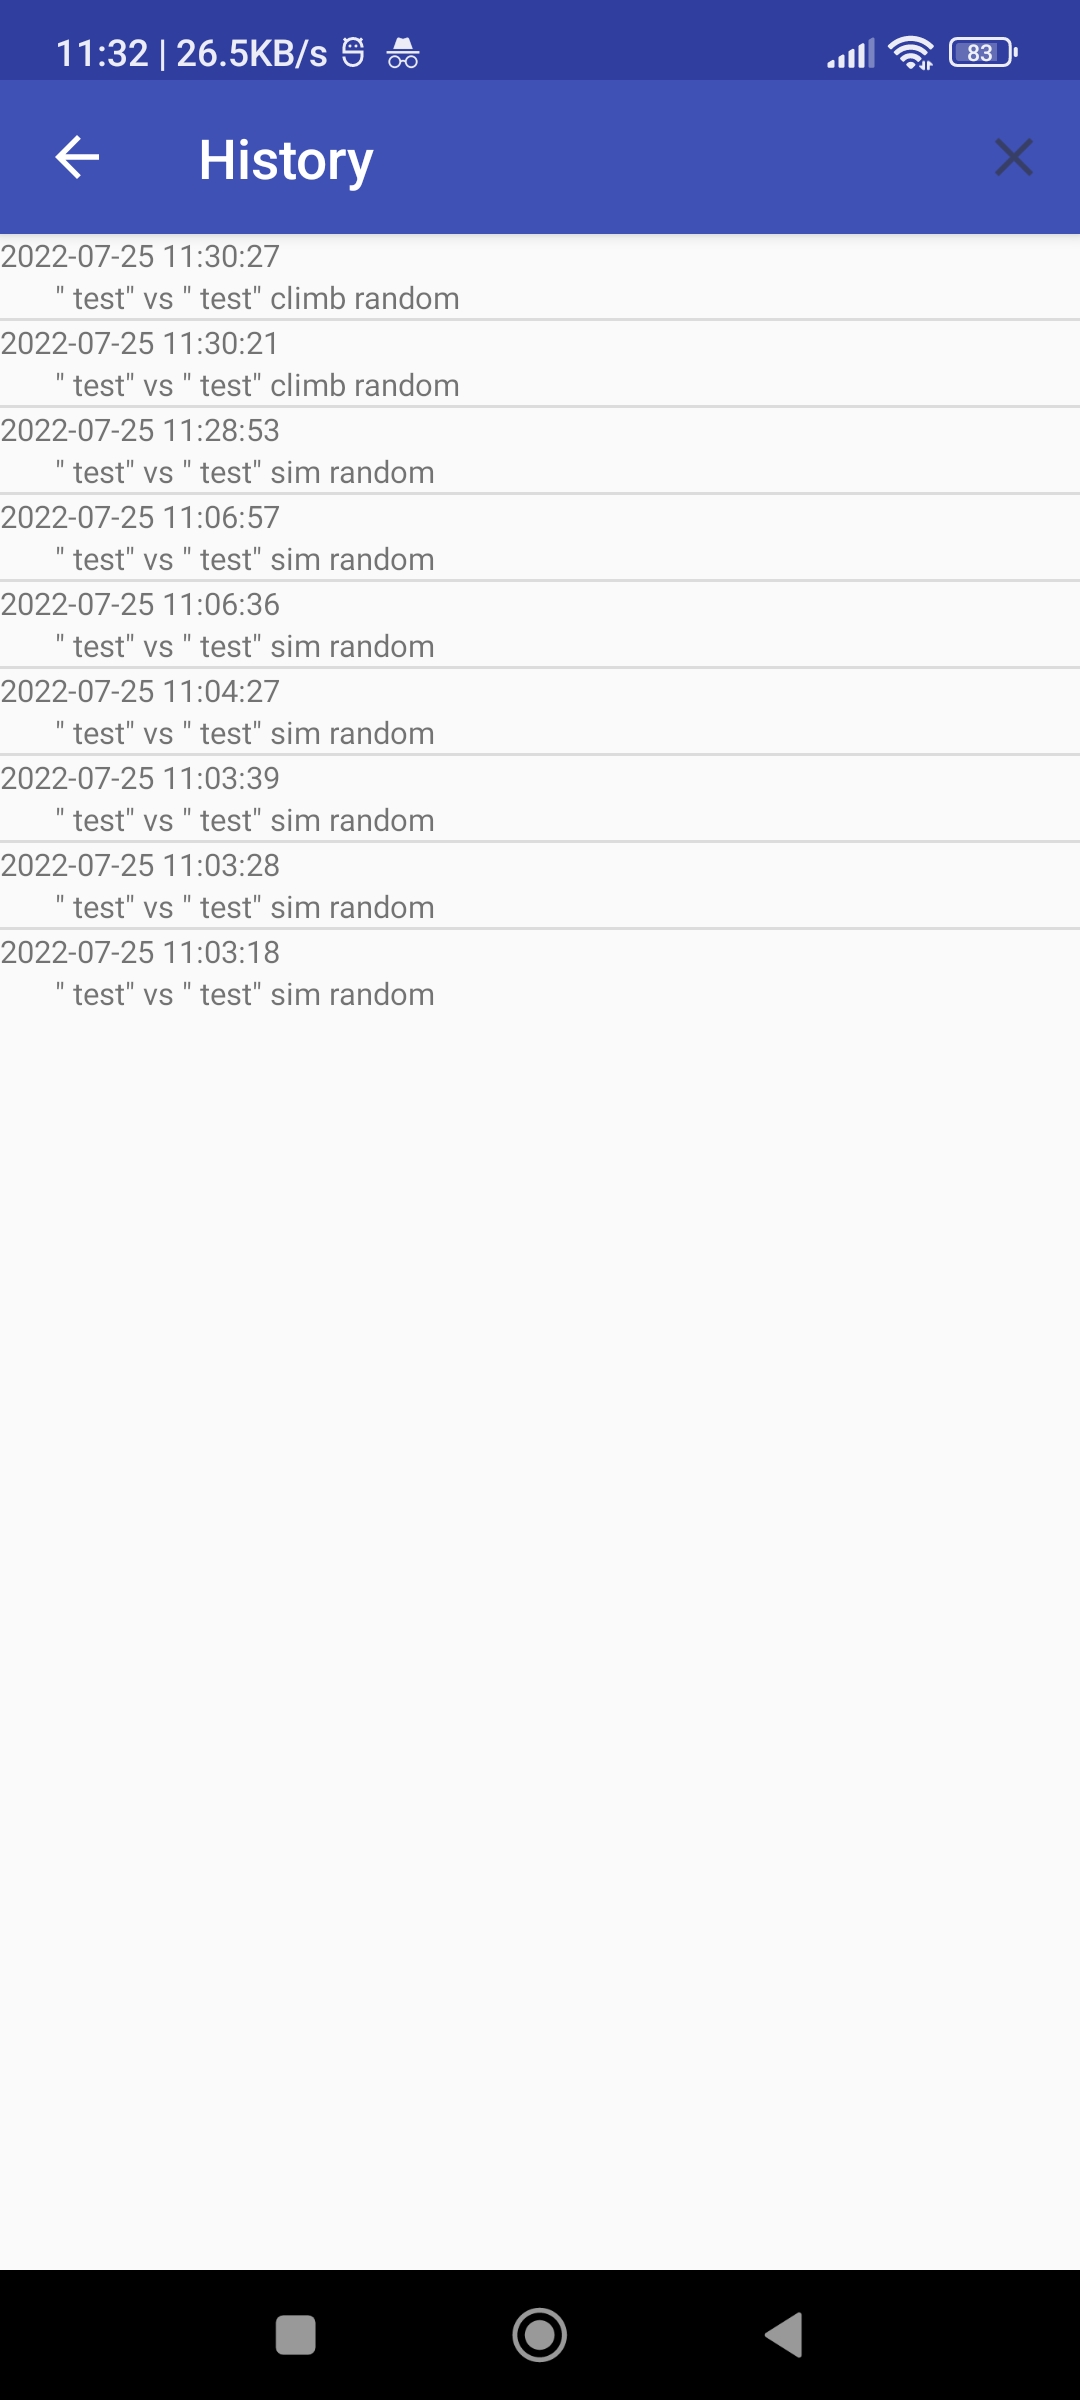 11:32 | 26.5KB/s
83
History
2022-07-25 11:30:27
" test" vs " test" climb random
2022-07-25 11:30:21
" test" vs " test" climb random
2022-07-25 11:28:53
" test" vs " test" sim random
2022-07-25 11:06:57
" test" vs " test" sim random
2022-07-25 11:06:36
" test" vs " test" sim random
2022-07-25 11:04:27
" test" vs " test" sim random
2022-07-25 11:03:39
" test" vs " test" sim random
2022-07-25 11:03:28
" test" vs " test" sim random
2022-07-25 11:03:18
" test" vs " test" sim random